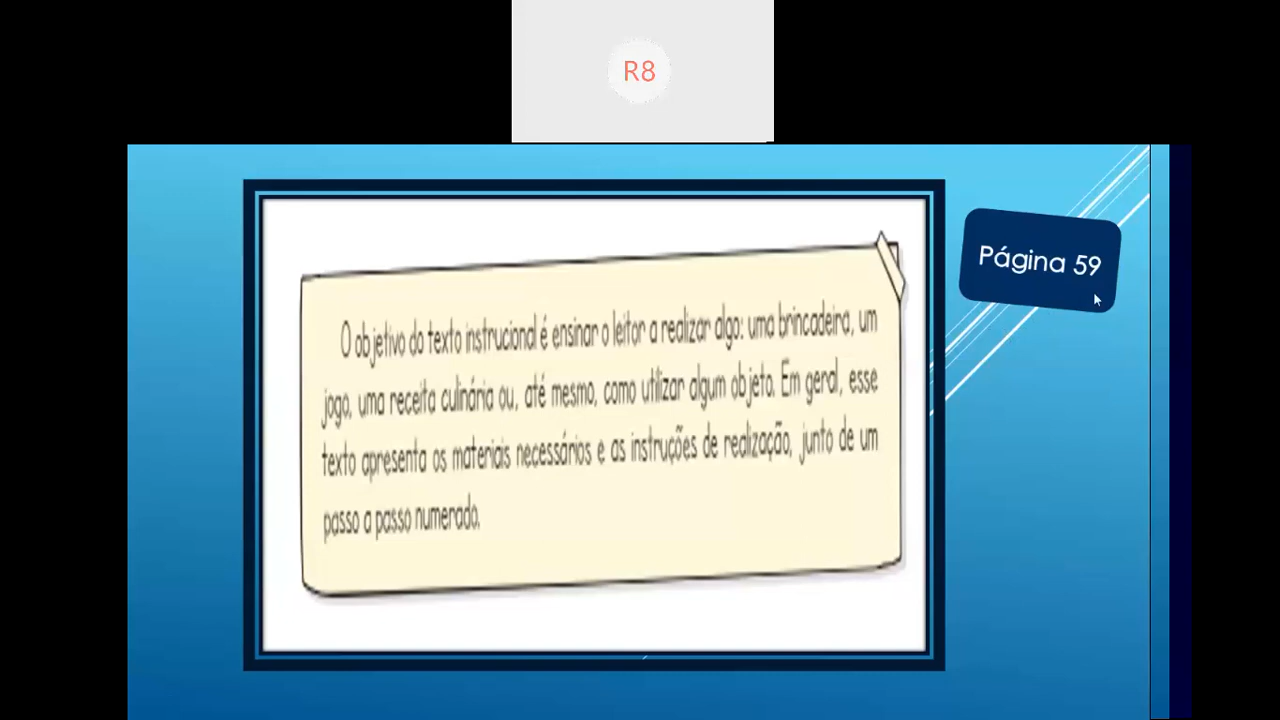 R8
Página 59
O objetivo do texto instrucional é ensinar o leitor a realizar algo: uma brincadeira, um
jogo, uma receita culinária ou, até mesmo, como utilizar algum objeto. Em geral, esse
texto apresenta os materiais necessários e as instruções de realização, junto de um
passo a passo numerado.